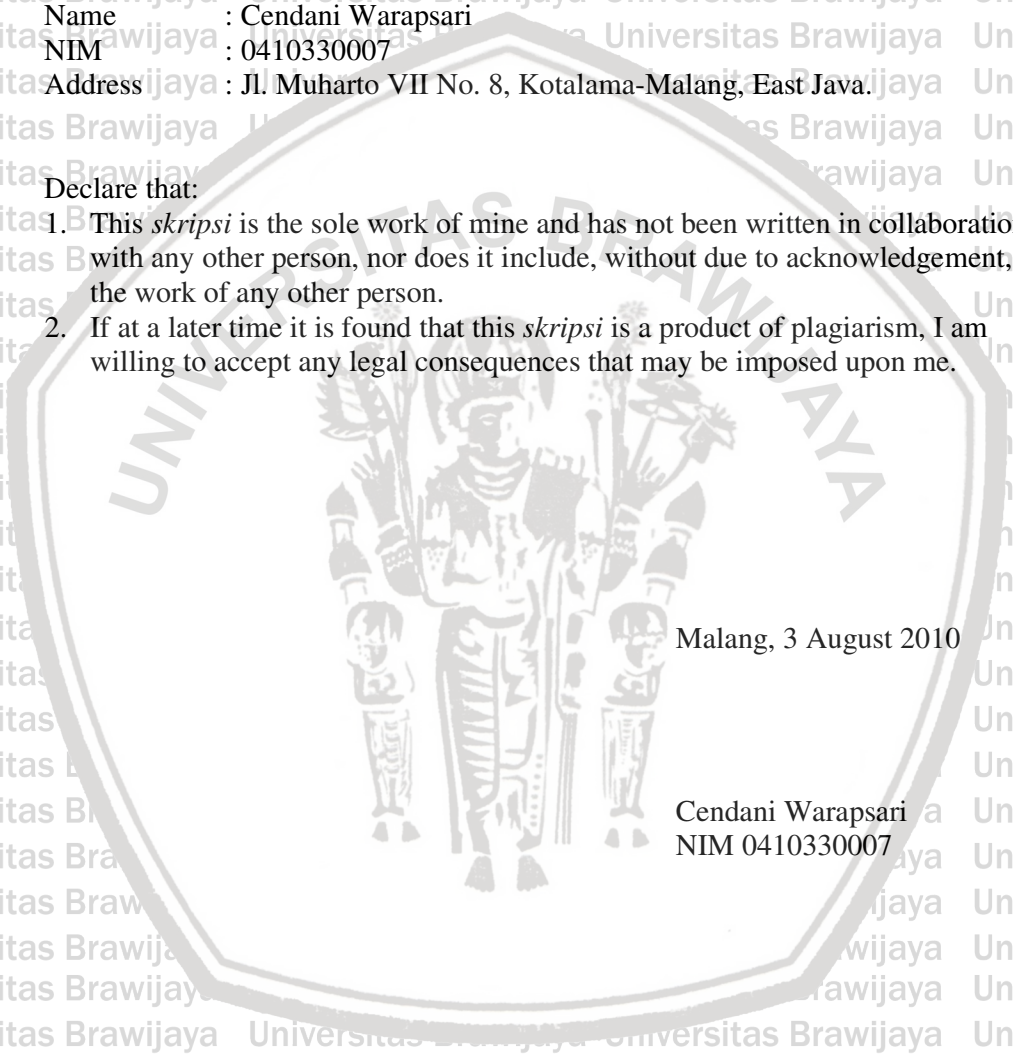 Name : Cendani Warapsari
NIM : 0410330007
Address : Jl. Muharto VII No. 8, Kotalama-Malang, East Java.
Declare that:
1. This skripsi is the sole work of mine and has not been written in collaboratio
with any other person, nor does it include, without due to acknowledgement,
the work of any other person.
2. If at a later time it is found that this skripsi is a product of plagiarism, I am
willing to accept any legal consequences that may be imposed upon me.
UNIVERSITAS BRAWIJAYA
Malang, 3 August 2010
Cendani Warapsari
NIM 0410330007